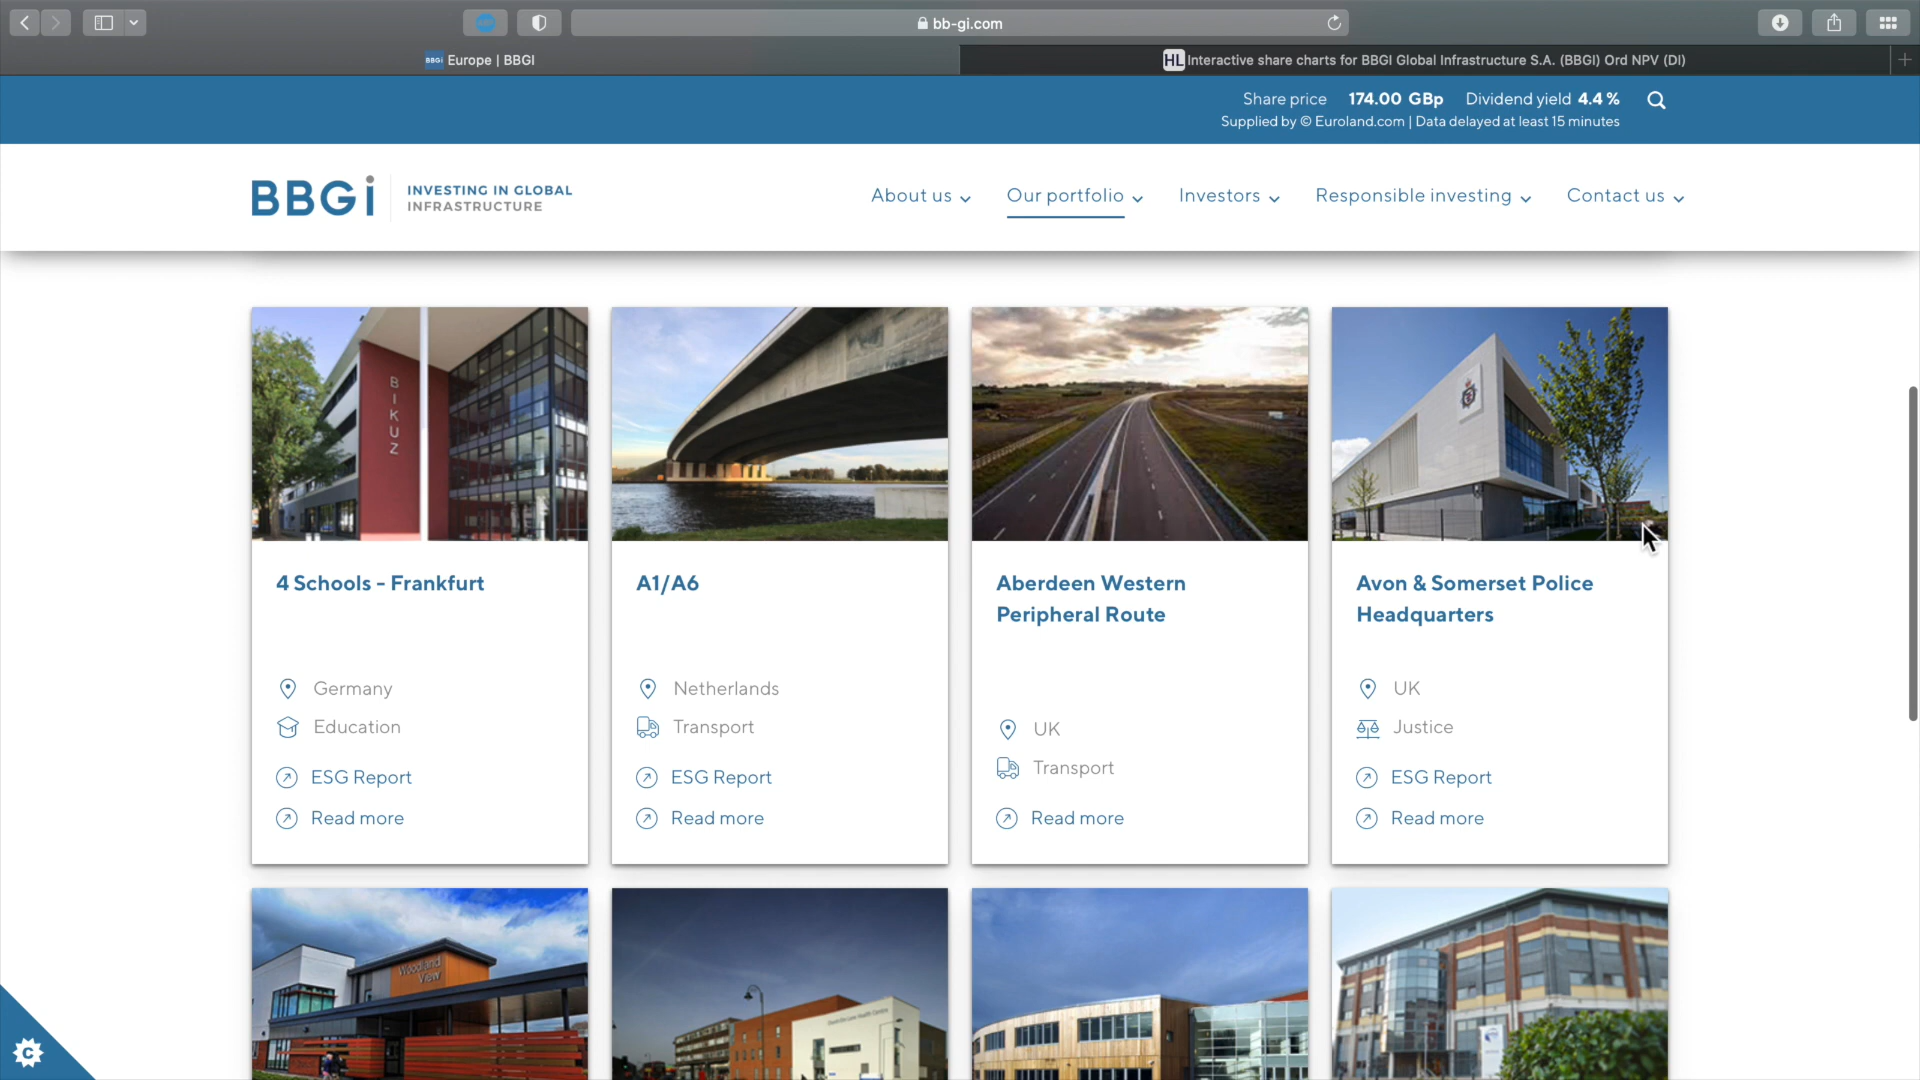 bb-gi.com
BBGi Europe | BBGI
HL Interactive share charts for BBGI Global Infrastructure S.A. (BBGI) Ord NPV (DI)
Share price 174.00 GBp Dividend yield 4.4 %
Supplied by © Euroland.com | Data delayed at least 15 minutes
BBGi INVESTING IN GLOBAL
INFRASTRUCTURE
About us Our portfolio Investors Responsible investing Contact us
BIKUZ
4 Schools - Frankfurt
Germany
Education
ESG Report
Read more
A1/A6
Netherlands
Transport
ESG Report
Read more
Aberdeen Western
Peripheral Route
UK
Transport
Read more
Avon & Somerset Police
Headquarters
UK
Justice
ESG Report
Read more
Woodland
View
C